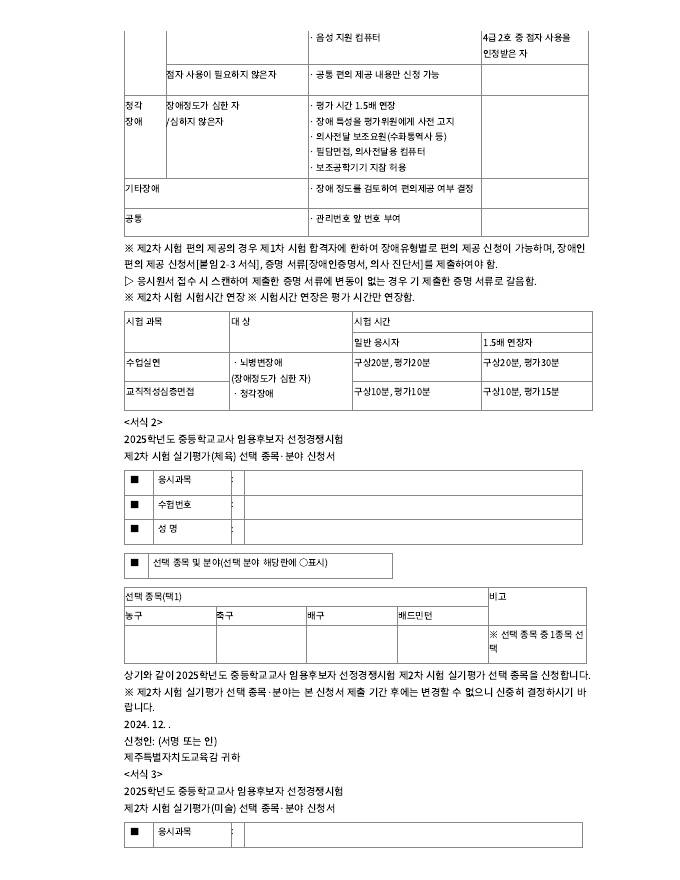 · 음성 지원 컴퓨터
4급 2호 중 점자 사용을
인정받은 자
점자 사용이 필요하지 않은자
· 공통 편의 제공 내용만 신청 가능
청각
장애
장애정도가 심한 자
/심하지 않은자
· 평가 시간 1.5배 연장
· 장애 특성을 평가위원에게 사전 고지
· 의사전달 보조요원(수화통역사 등)
· 필담면접, 의사전달용 컴퓨터
· 보조공학기기 지참 허용
기타장애
· 장애 정도를 검토하여 편의제공 여부 결정
공통
· 관리번호 앞 번호 부여
※ 제2차 시험 편의 제공의 경우 제1차 시험 합격자에 한하여 장애유형별로 편의 제공 신청이 가능하며, 장애인
편의 제공 신청서[붙임 2-3 서식], 증명 서류[장애인증명서, 의사 진단서]를 제출하여야 함.
▷ 응시원서 접수 시 스캔하여 제출한 증명 서류에 변동이 없는 경우 기 제출한 증명 서류로 갈음함.
※ 제2차 시험 시험시간 연장 ※ 시험시간 연장은 평가 시간만 연장함.
시험 과목
대 상
시험 시간
일반 응시자
1.5배 연장자
수업실연
· 뇌병변장애
(장애정도가 심한 자)
· 청각장애
구상20분, 평가20분
구상20분, 평가30분
교직적성심층면접
구상10분, 평가10분
구상10분, 평가15분
<서식 2>
2025학년도 중등학교교사 임용후보자 선정경쟁시험
제2차 시험 실기평가(체육) 선택 종목·분야 신청서
■ 응시과목 :
■ 수험번호 :
■ 성 명 :
■ 선택 종목 및 분야(선택 분야 해당란에 ○표시)
선택 종목(택1)
비고
농구
축구
배구
배드민턴
※ 선택 종목 중 1종목 선
택
상기와 같이 2025학년도 중등학교교사 임용후보자 선정경쟁시험 제2차 시험 실기평가 선택 종목을 신청합니다.
※ 제2차 시험 실기평가 선택 종목·분야는 본 신청서 제출 기간 후에는 변경할 수 없으니 신중히 결정하시기 바
랍니다.
2024. 12. .
신청인: (서명 또는 인)
제주특별자치도교육감 귀하
<서식 3>
2025학년도 중등학교교사 임용후보자 선정경쟁시험
제2차 시험 실기평가(미술) 선택 종목·분야 신청서
■ 응시과목 :